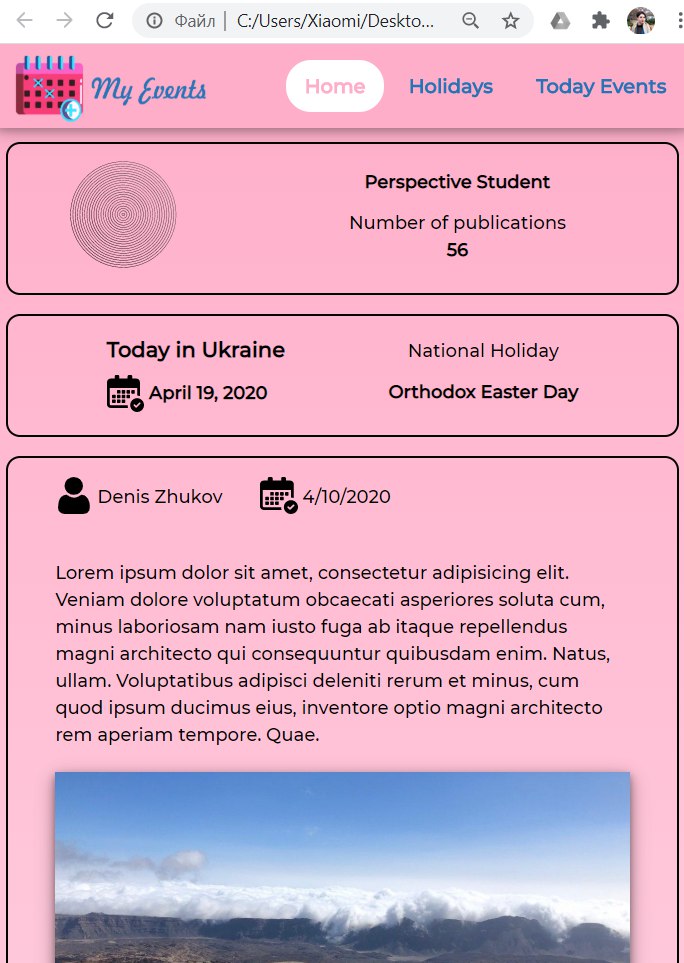 Файл | C:/Users/Xiaomi/Deskto...
My Events
Home Holidays Today Events
Perspective Student
Number of publications
56
Today in Ukraine
April 19, 2020
National Holiday
Orthodox Easter Day
Denis Zhukov 4/10/2020
Lorem ipsum dolor sit amet, consectetur adipisicing elit.
Veniam dolore voluptatum obcaecati asperiores soluta cum,
minus laboriosam nam iusto fuga ab itaque repellendus
magni architecto qui consequuntur quibusdam enim. Natus,
ullam. Voluptatibus adipisci deleniti rerum et minus, cum
quod ipsum ducimus eius, inventore optio magni architecto
rem aperiam tempore. Quae.